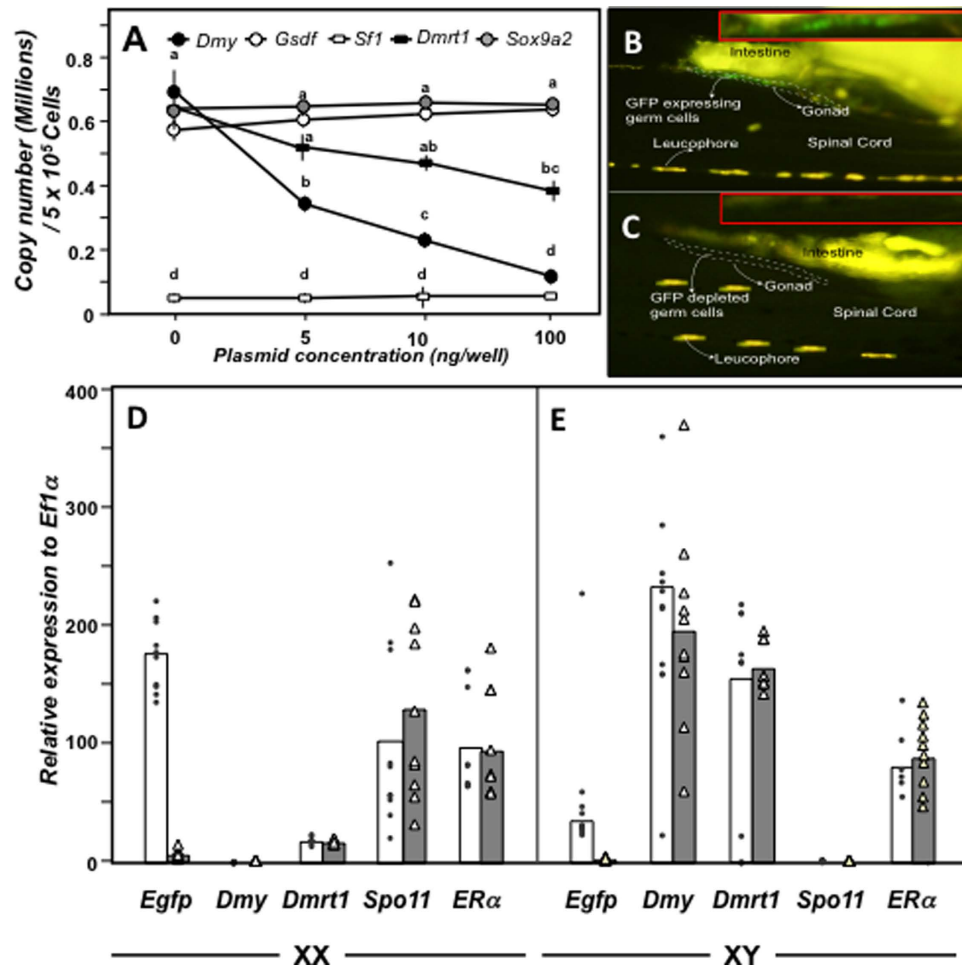 A
Dmy Gsdf Sf1 Dmrt1 Sox9a2
Copy number (Millions)
/ 5 x 10⁵ Cells
0.8
0.6
0.4
0.2
0
a
a a a
a ab bc
b c d
d d d
0 5 10 100
Plasmid concentration (ng/well)
B
Intestine
GFP expressing
germ cells
Gonad
Spinal Cord
Leucophore
C
Intestine
Gonad
GFP depleted
germ cells
Spinal Cord
Leucophore
D
E
Relative expression to Ef1α
400
300
200
100
0
Egfp Dmy Dmrt1 Spo11 ERα Egfp Dmy Dmrt1 Spo11 ERα
XX XY